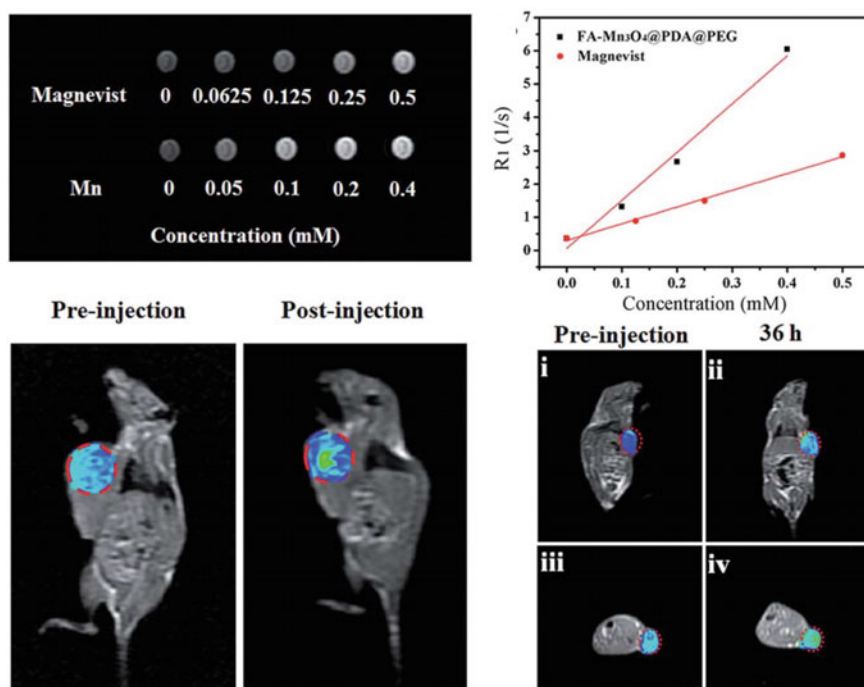 Magnevist 0 0.0625 0.125 0.25 0.5
Mn 0 0.05 0.1 0.2 0.4
Concentration (mM)
FA-Mn₃O₄@PDA@PEG
Magnevist
R1 (1/s)
7
6
5
4
3
2
1
0
0.0 0.1 0.2 0.3 0.4 0.5
Concentration (mM)
Pre-injection Post-injection
Pre-injection 36 h
i ii
iii iv